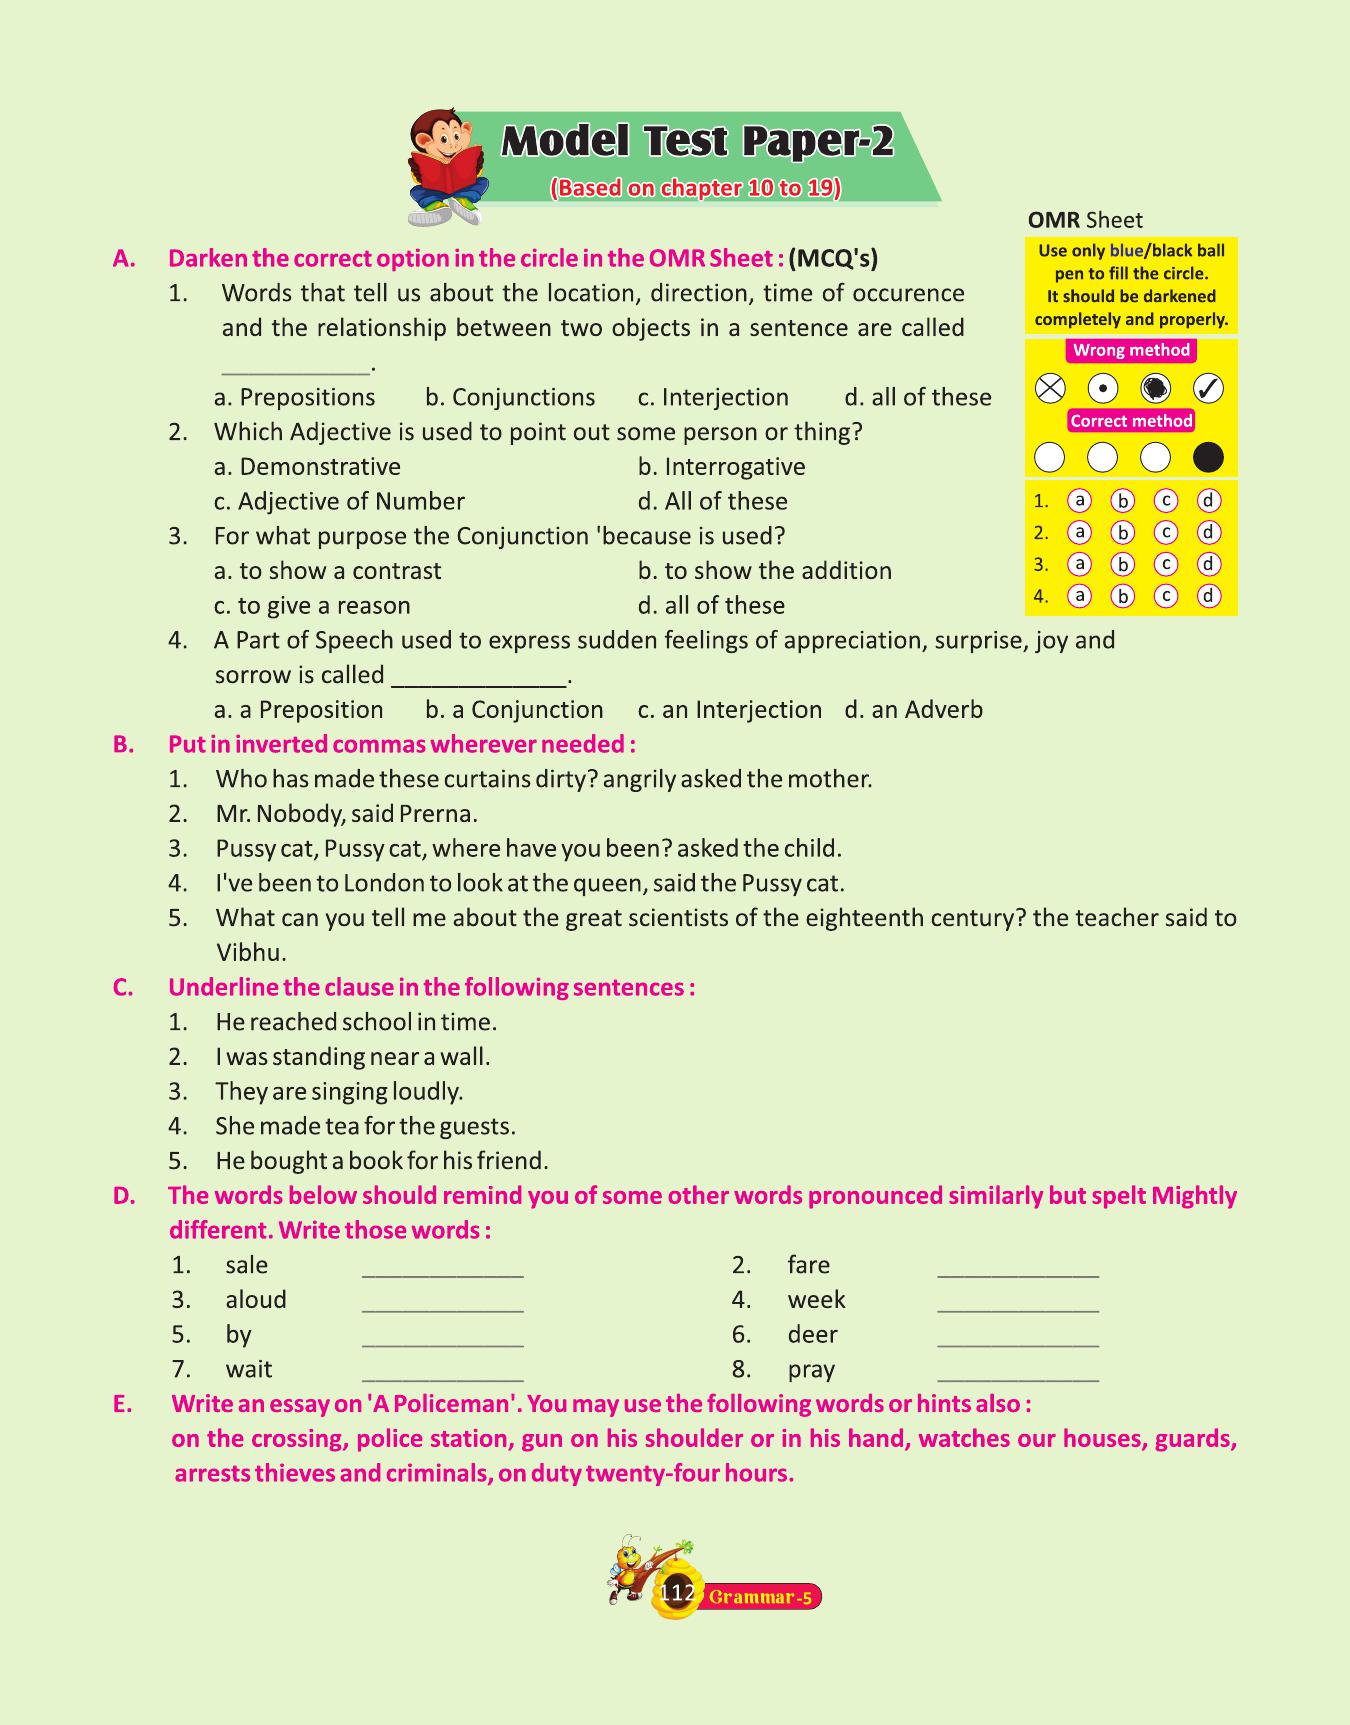 Model Test Paper-2
(Based on chapter 10 to 19)
OMR Sheet
Use only blue/black ball
pen to fill the circle.
It should be darkened
completely and properly.
Wrong method
Correct method
1. a b c d
2. a b c d
3. a b c d
4. a b c d
A. Darken the correct option in the circle in the OMR Sheet : (MCQ's)
1. Words that tell us about the location, direction, time of occurence
and the relationship between two objects in a sentence are called
____________.
a. Prepositions b. Conjunctions c. Interjection d. all of these
2. Which Adjective is used to point out some person or thing?
a. Demonstrative b. Interrogative
c. Adjective of Number d. All of these
3. For what purpose the Conjunction 'because is used?
a. to show a contrast b. to show the addition
c. to give a reason d. all of these
4. A Part of Speech used to express sudden feelings of appreciation, surprise, joy and
sorrow is called ______________.
a. a Preposition b. a Conjunction c. an Interjection d. an Adverb
B. Put in inverted commas wherever needed :
1. Who has made these curtains dirty? angrily asked the mother.
2. Mr. Nobody, said Prerna.
3. Pussy cat, Pussy cat, where have you been? asked the child.
4. I've been to London to look at the queen, said the Pussy cat.
5. What can you tell me about the great scientists of the eighteenth century? the teacher said to
Vibhu.
C. Underline the clause in the following sentences :
1. He reached school in time.
2. I was standing near a wall.
3. They are singing loudly.
4. She made tea for the guests.
5. He bought a book for his friend.
D. The words below should remind you of some other words pronounced similarly but spelt Mightly
different. Write those words :
1. sale _____________ 2. fare _____________
3. aloud _____________ 4. week _____________
5. by _____________ 6. deer _____________
7. wait _____________ 8. pray _____________
E. Write an essay on 'A Policeman'. You may use the following words or hints also :
on the crossing, police station, gun on his shoulder or in his hand, watches our houses, guards,
arrests thieves and criminals, on duty twenty-four hours.
112 Grammar-5